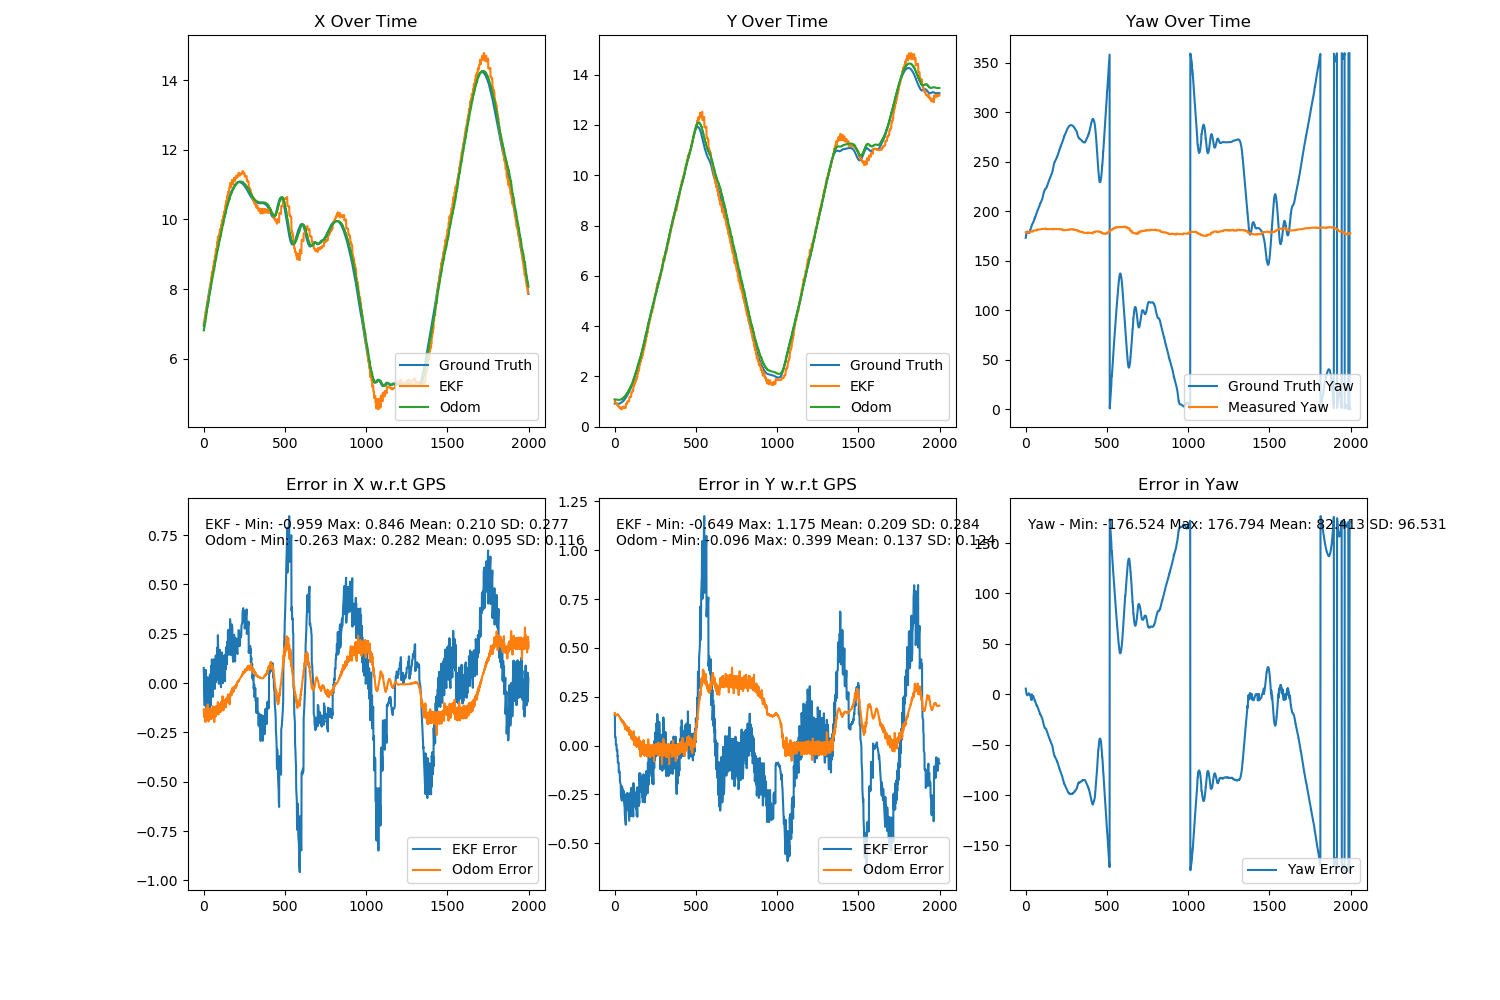 X Over Time
14
12
10
8
6
0 500 1000 1500 2000
Ground Truth
EKF
Odom
Y Over Time
14
12
10
8
6
4
2
0
0 500 1000 1500 2000
Ground Truth
EKF
Odom
Yaw Over Time
350
300
250
200
150
100
50
0
0 500 1000 1500 2000
Ground Truth Yaw
Measured Yaw
Error in X w.r.t GPS
EKF - Min: -0.959 Max: 0.846 Mean: 0.210 SD: 0.277
Odom - Min: -0.263 Max: 0.282 Mean: 0.095 SD: 0.116
0.75
0.50
0.25
0.00
−0.25
−0.50
−0.75
−1.00
0 500 1000 1500 2000
EKF Error
Odom Error
Error in Y w.r.t GPS
EKF - Min: -0.649 Max: 1.175 Mean: 0.209 SD: 0.284
Odom - Min: -0.096 Max: 0.399 Mean: 0.137 SD: 0.124
1.25
1.00
0.75
0.50
0.25
0.00
−0.25
−0.50
0 500 1000 1500 2000
EKF Error
Odom Error
Error in Yaw
Yaw - Min: -176.524 Max: 176.794 Mean: 82.413 SD: 96.531
150
100
50
0
−50
−100
−150
0 500 1000 1500 2000
Yaw Error